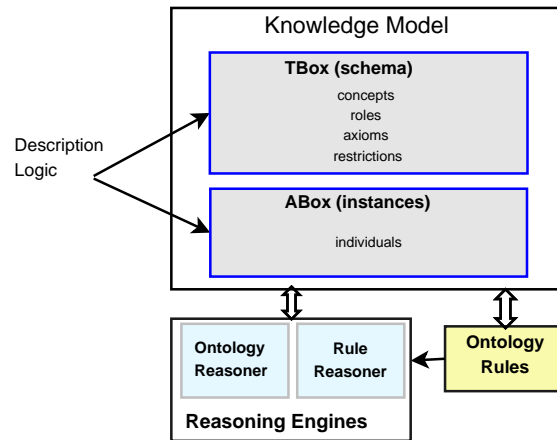 Knowledge Model
TBox (schema)
concepts
roles
axioms
restrictions
Description
Logic
ABox (instances)
individuals
Ontology
Reasoner
Rule
Reasoner
Reasoning Engines
Ontology
Rules